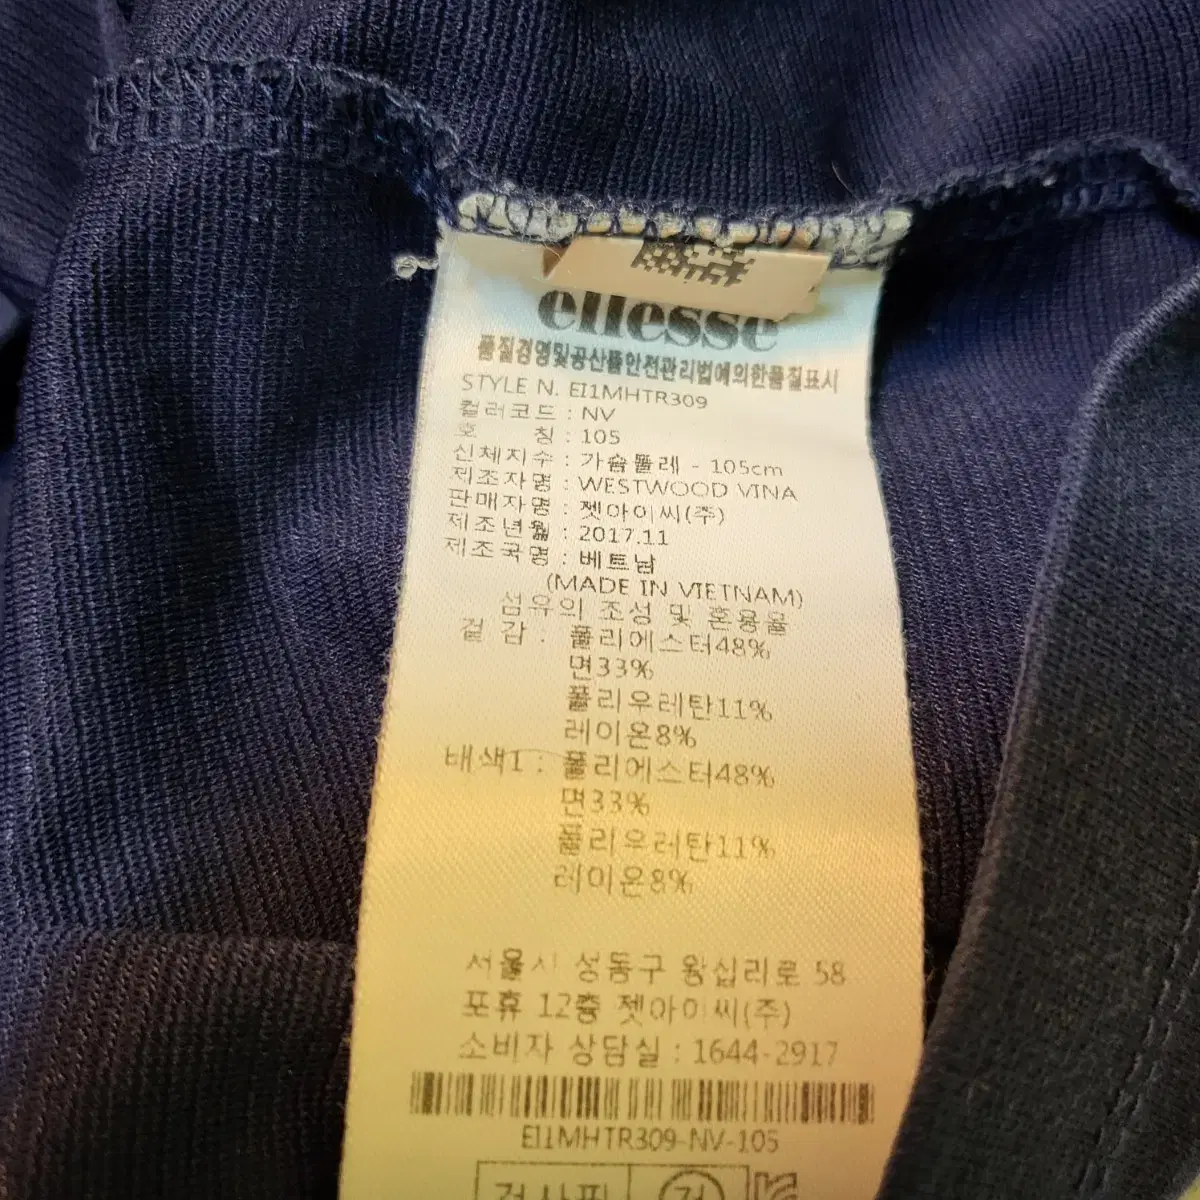 ellesse
품질경영및공산품안전관리법에의한품질표시
STYLE N. EI1MHTR309
컬러코드 : NV
호 칭 : 105
신체지수 : 가슴둘레 - 105cm
제조자명 : WESTWOOD VINA
판매자명 : 젯아이씨(주)
제조년월 : 2017.11
제조국명 : 베트남
(MADE IN VIETNAM)
섬유의 조성 및 혼용율
겉 감 : 폴리에스터48%
면33%
폴리우레탄11%
레이온8%
배색1 : 폴리에스터48%
면33%
폴리우레탄11%
레이온8%
서울시 성동구 왕십리로 58
포휴 12층 젯아이씨(주)
소비자 상담실 : 1644-2917
EI1MHTR309-NV-105
검사필 검